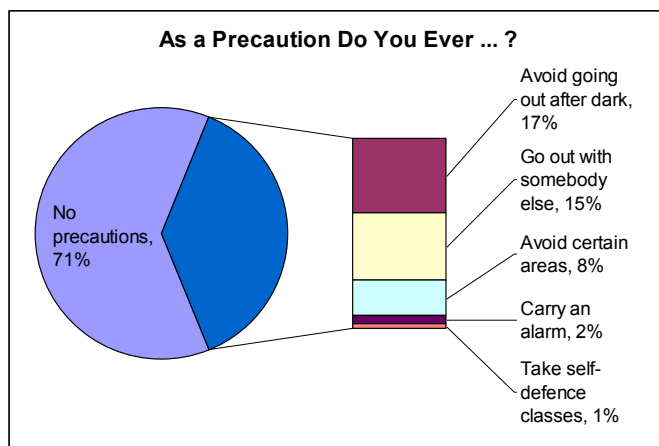 As a Precaution Do You Ever ... ?
No
precautions,
71%
Avoid going
out after dark,
17%
Go out with
somebody
else, 15%
Avoid certain
areas, 8%
Carry an
alarm, 2%
Take self-
defence
classes, 1%